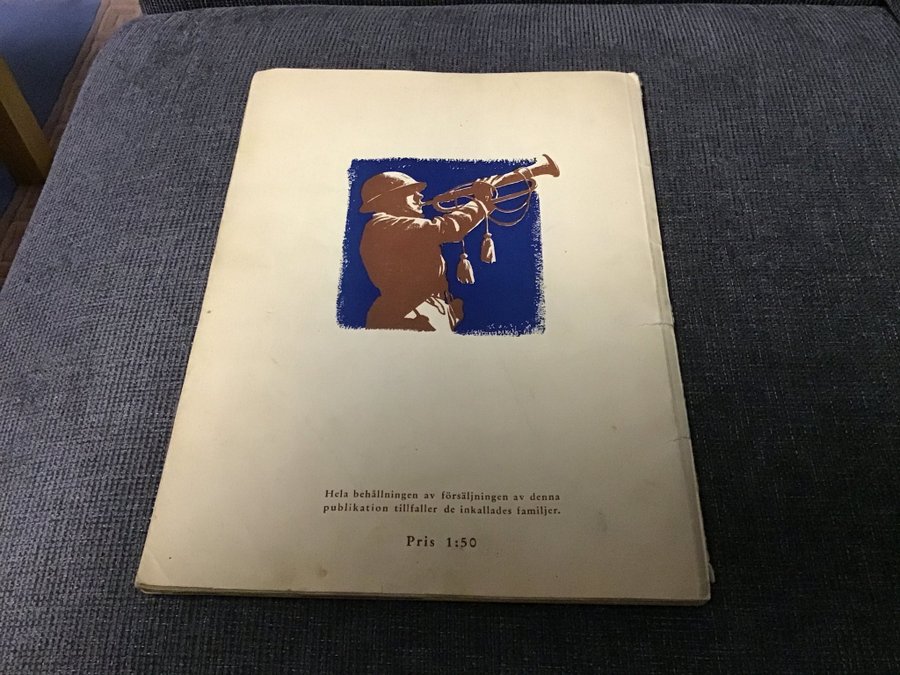 Hela behållningen av försäljningen av denna
publikation tillfaller de inkallades familjer.
Pris 1:50